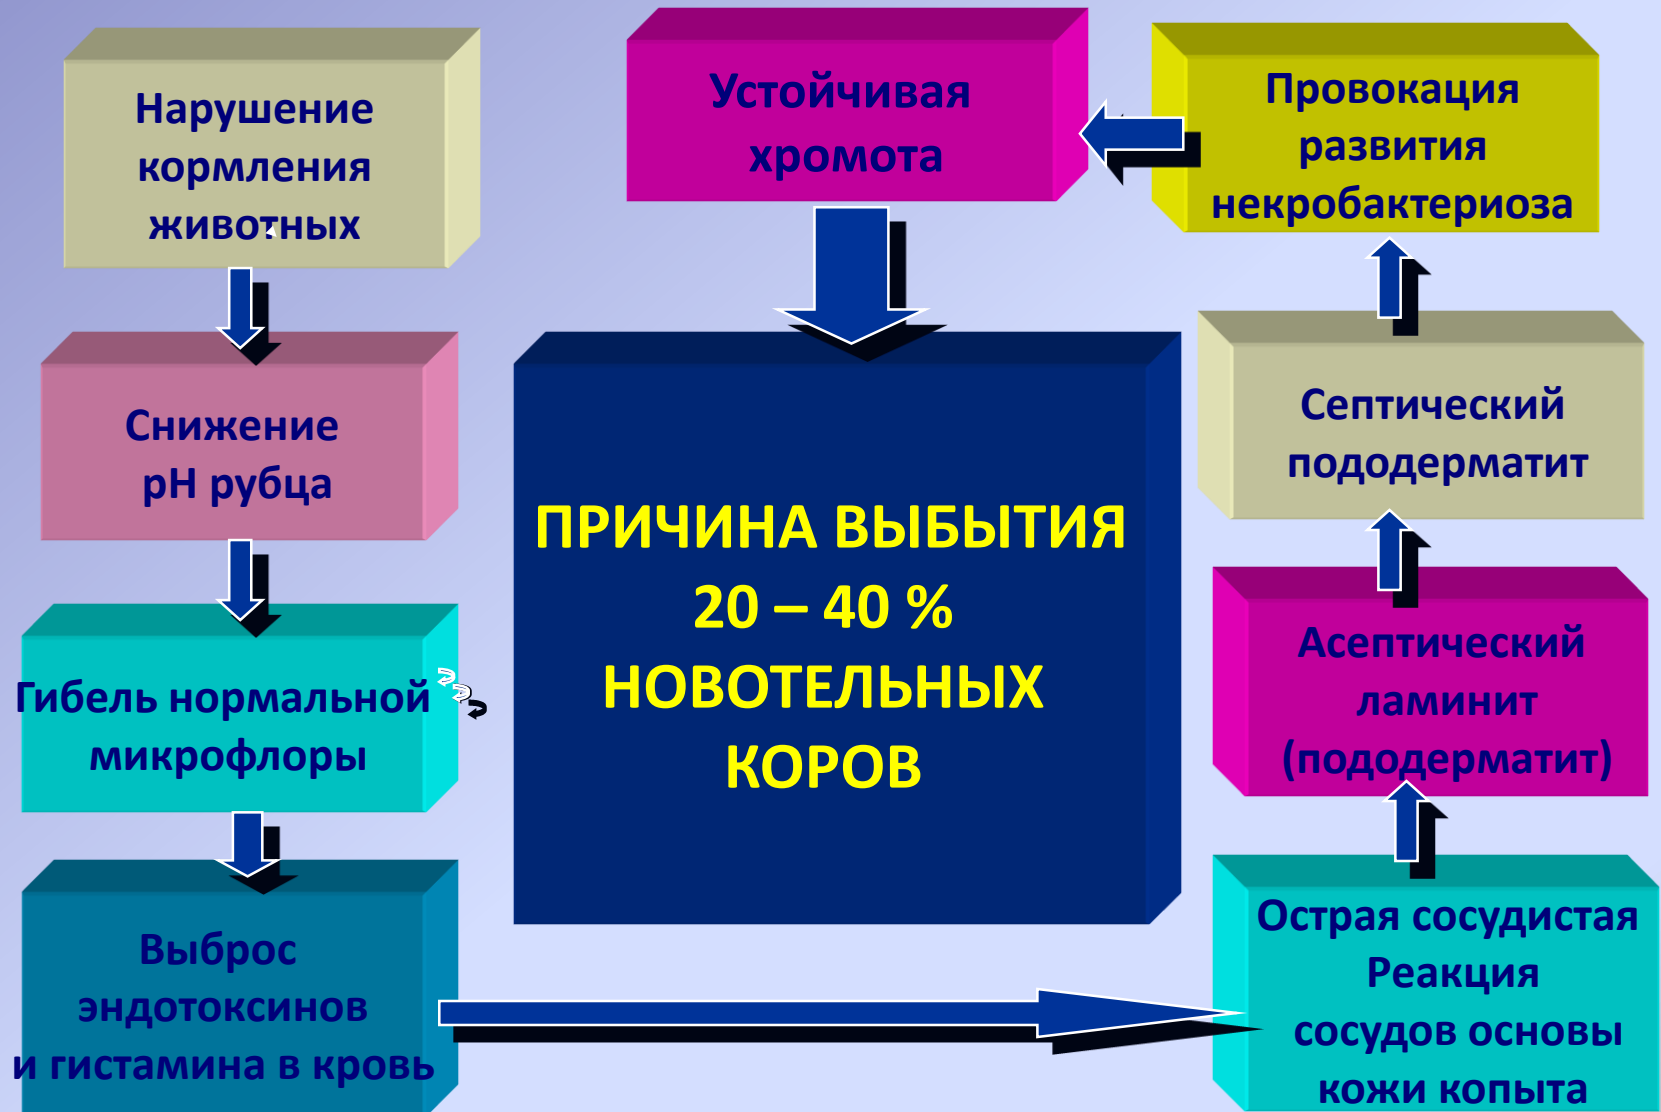 Нарушение
кормления
животных
Снижение
рН рубца
Гибель нормальной
микрофлоры
Выброс
эндотоксинов
и гистамина в кровь
Острая сосудистая
Реакция
сосудов основы
кожи копыта
Асептический
ламинит
(пододерматит)
Септический
пододерматит
Провокация
развития
некробактериоза
Устойчивая
хромота
ПРИЧИНА ВЫБЫТИЯ
20 – 40 %
НОВОТЕЛЬНЫХ
КОРОВ